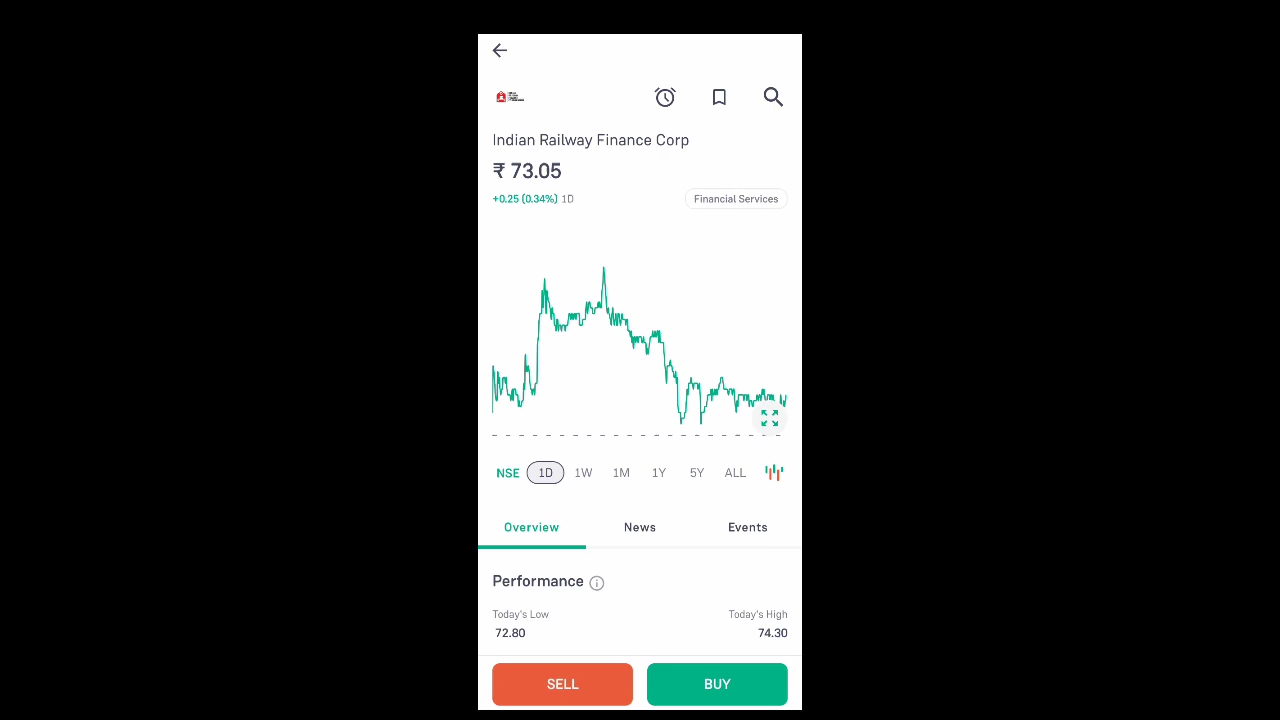 Indian Railway Finance Corp
₹ 73.05
+0.25 (0.34%) 1D
Financial Services
NSE 1D 1W 1M 1Y 5Y ALL
Overview News Events
Performance
Today's Low Today's High
72.80 74.30
SELL BUY